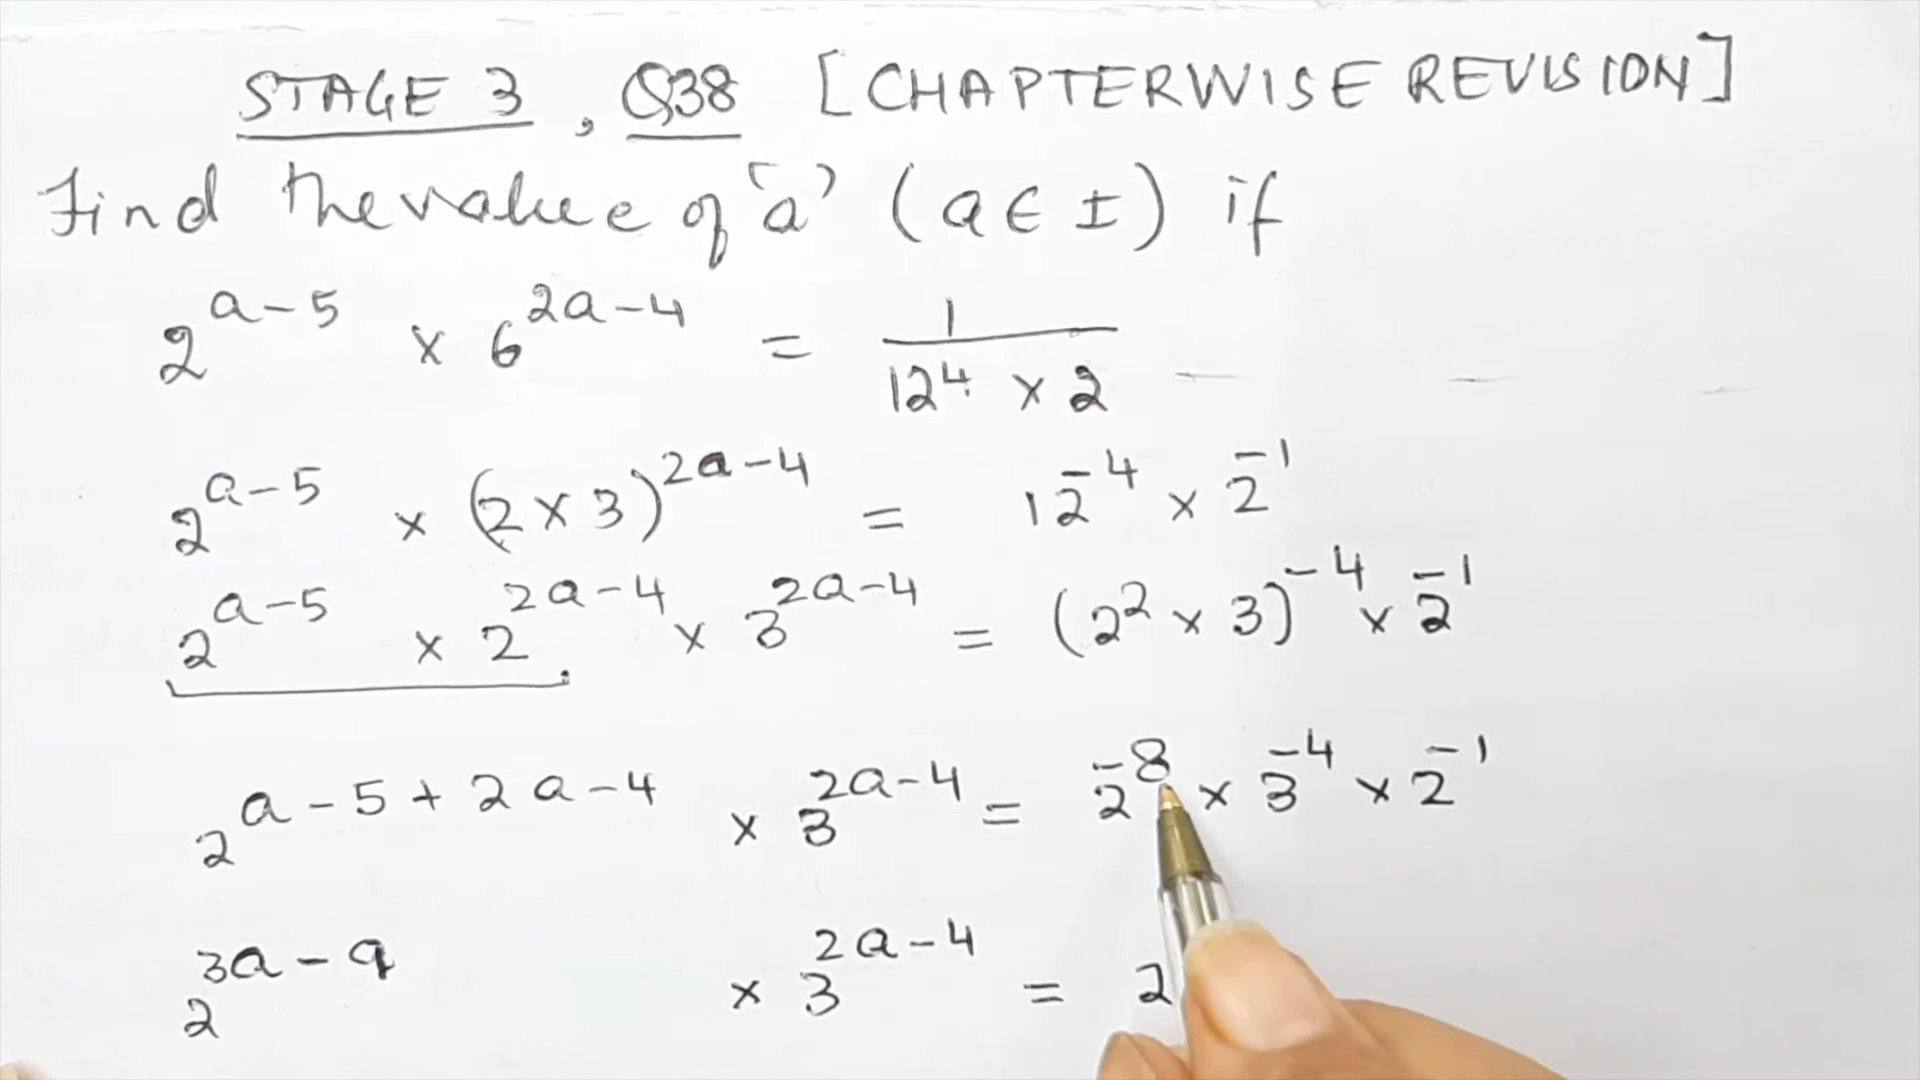 STAGE 3, Q38 [CHAPTERWISE REVISION]
Find the value of 'a' (a ∈ I) if
2^{a-5} × 6^{2a-4} = \frac{1}{12^4 × 2}
2^{a-5} × (2×3)^{2a-4} = 12^{-4} × 2^{-1}
2^{a-5} × 2^{2a-4} × 3^{2a-4} = (2^2 × 3)^{-4} × 2^{-1}
2^{a-5+2a-4} × 3^{2a-4} = 2^{-8} × 3^{-4} × 2^{-1}
2^{3a-9} × 3^{2a-4} = 2